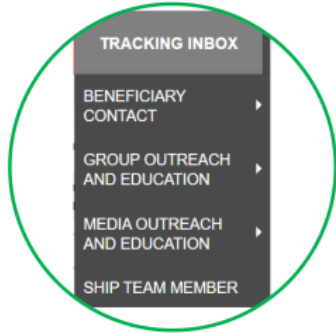 TRACKING INBOX
BENEFICIARY
CONTACT
GROUP OUTREACH
AND EDUCATION
MEDIA OUTREACH
AND EDUCATION
SHIP TEAM MEMBER